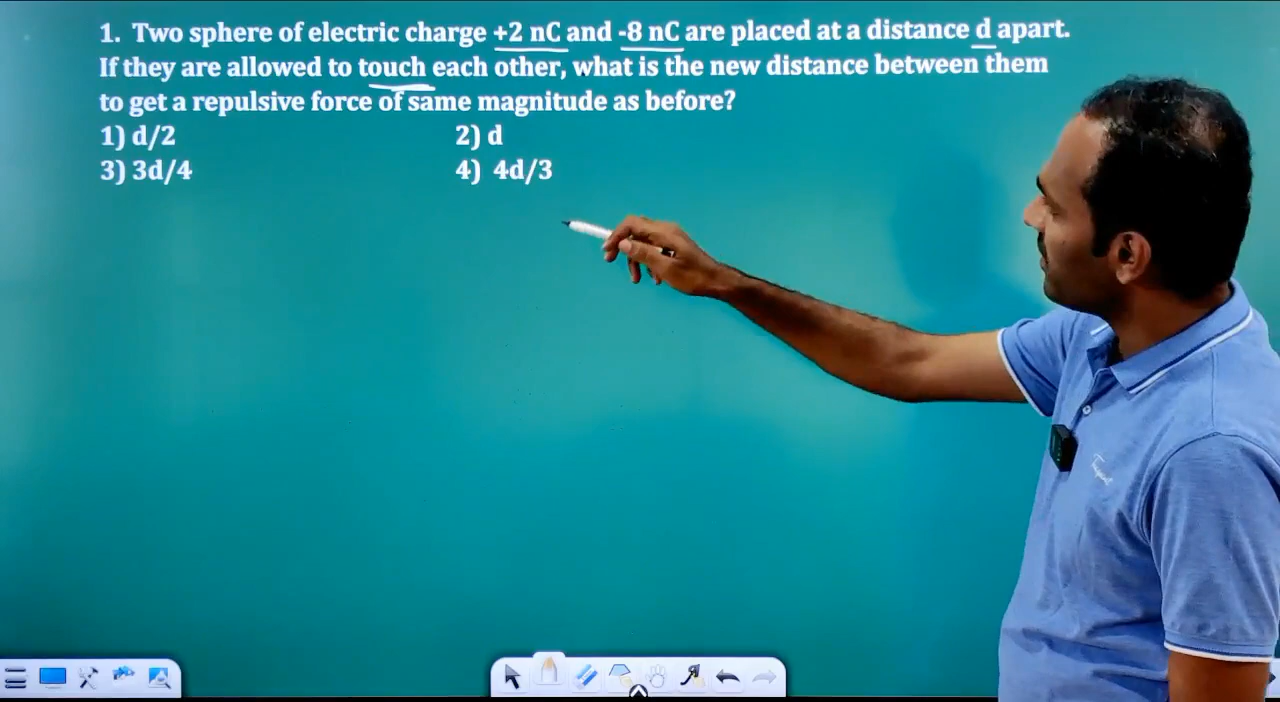 1. Two sphere of electric charge +2 nC and -8 nC are placed at a distance d apart.
If they are allowed to touch each other, what is the new distance between them
to get a repulsive force of same magnitude as before?
1) d/2 2) d
3) 3d/4 4) 4d/3